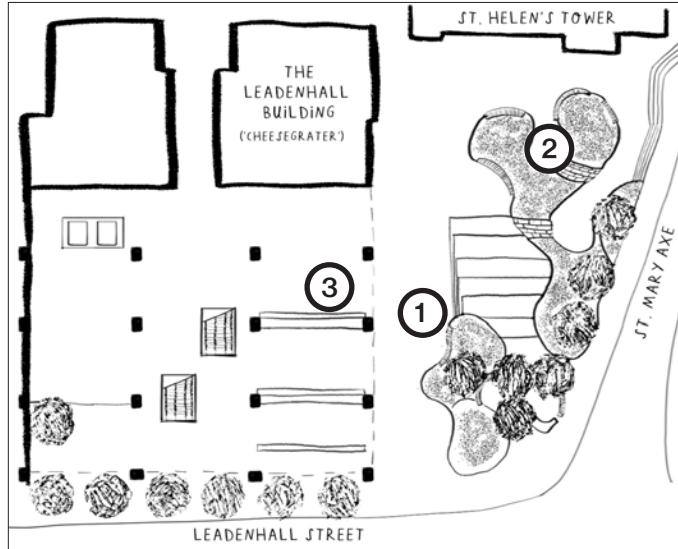 ST. HELEN'S TOWER
THE
LEADENHALL
BUILDING
('CHEESEGRATER')
2
3
1
ST. MARY AXE
LEADENHALL STREET